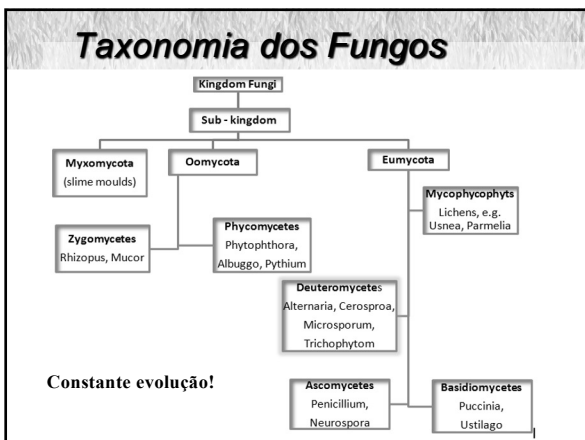 Taxonomia dos Fungos
Kingdom Fungi
Sub - kingdom
Myxomycota
(slime moulds)
Oomycota
Eumycota
Mycophycophyts
Lichens, e.g.
Usnea, Parmelia
Zygomycetes
Rhizopus, Mucor
Phycomycetes
Phytophthora,
Albuggo, Pythium
Deuteromycetes
Alternaria, Cerosproa,
Microsporum,
Trichophytom
Constante evolução!
Ascomycetes
Penicillium,
Neurospora
Basidiomycetes
Puccinia,
Ustilago